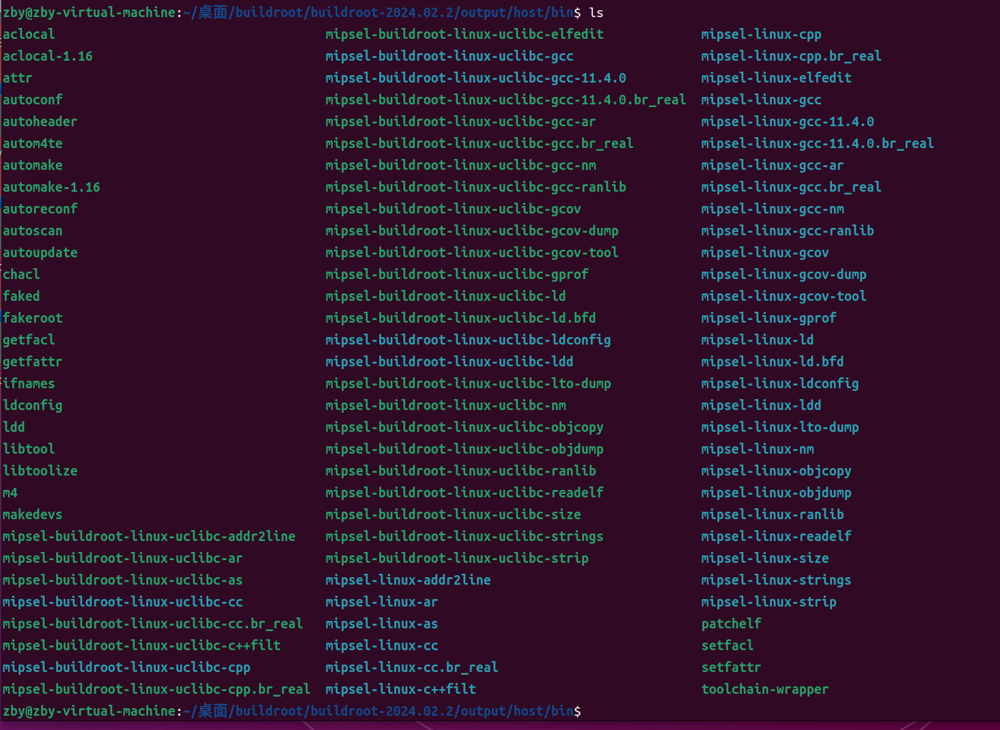 zby@zby-virtual-machine:~/桌面/buildroot/buildroot-2024.02.2/output/host/bin$ ls
aclocal mipsel-buildroot-linux-uclibc-elfedit mipsel-linux-cpp
aclocal-1.16 mipsel-buildroot-linux-uclibc-gcc mipsel-linux-cpp.br_real
attr mipsel-buildroot-linux-uclibc-gcc-11.4.0 mipsel-linux-elfedit
autoconf mipsel-buildroot-linux-uclibc-gcc-11.4.0.br_real mipsel-linux-gcc
autoheader mipsel-buildroot-linux-uclibc-gcc-ar mipsel-linux-gcc-11.4.0
autom4te mipsel-buildroot-linux-uclibc-gcc.br_real mipsel-linux-gcc-11.4.0.br_real
automake mipsel-buildroot-linux-uclibc-gcc-nm mipsel-linux-gcc-ar
automake-1.16 mipsel-buildroot-linux-uclibc-gcc-ranlib mipsel-linux-gcc.br_real
autoreconf mipsel-buildroot-linux-uclibc-gcov mipsel-linux-gcc-nm
autoscan mipsel-buildroot-linux-uclibc-gcov-dump mipsel-linux-gcc-ranlib
autoupdate mipsel-buildroot-linux-uclibc-gcov-tool mipsel-linux-gcov
chacl mipsel-buildroot-linux-uclibc-gprof mipsel-linux-gcov-dump
faked mipsel-buildroot-linux-uclibc-ld mipsel-linux-gcov-tool
fakeroot mipsel-buildroot-linux-uclibc-ld.bfd mipsel-linux-gprof
getfacl mipsel-buildroot-linux-uclibc-ldconfig mipsel-linux-ld
getfattr mipsel-buildroot-linux-uclibc-ldd mipsel-linux-ld.bfd
ifnames mipsel-buildroot-linux-uclibc-lto-dump mipsel-linux-ldconfig
ldconfig mipsel-buildroot-linux-uclibc-nm mipsel-linux-ldd
ldd mipsel-buildroot-linux-uclibc-objcopy mipsel-linux-lto-dump
libtool mipsel-buildroot-linux-uclibc-objdump mipsel-linux-nm
libtoolize mipsel-buildroot-linux-uclibc-ranlib mipsel-linux-objcopy
m4 mipsel-buildroot-linux-uclibc-readelf mipsel-linux-objdump
makedevs mipsel-buildroot-linux-uclibc-size mipsel-linux-ranlib
mipsel-buildroot-linux-uclibc-addr2line mipsel-buildroot-linux-uclibc-strings mipsel-linux-readelf
mipsel-buildroot-linux-uclibc-ar mipsel-buildroot-linux-uclibc-strip mipsel-linux-size
mipsel-buildroot-linux-uclibc-as mipsel-linux-addr2line mipsel-linux-strings
mipsel-buildroot-linux-uclibc-cc mipsel-linux-ar mipsel-linux-strip
mipsel-buildroot-linux-uclibc-cc.br_real mipsel-linux-as patchelf
mipsel-buildroot-linux-uclibc-c++filt mipsel-linux-cc setfacl
mipsel-buildroot-linux-uclibc-cpp mipsel-linux-cc.br_real setfattr
mipsel-buildroot-linux-uclibc-cpp.br_real mipsel-linux-c++filt toolchain-wrapper
zby@zby-virtual-machine:~/桌面/buildroot/buildroot-2024.02.2/output/host/bin$